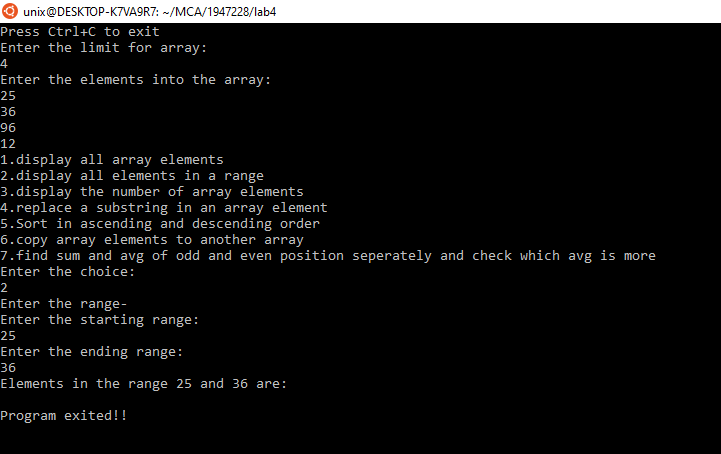 unix@DESKTOP-K7VA9R7: ~/MCA/1947228/lab4
Press Ctrl+C to exit
Enter the limit for array:
4
Enter the elements into the array:
25
36
96
12
1.display all array elements
2.display all elements in a range
3.display the number of array elements
4.replace a substring in an array element
5.Sort in ascending and descending order
6.copy array elements to another array
7.find sum and avg of odd and even position seperately and check which avg is more
Enter the choice:
2
Enter the range-
Enter the starting range:
25
Enter the ending range:
36
Elements in the range 25 and 36 are:
Program exited!!